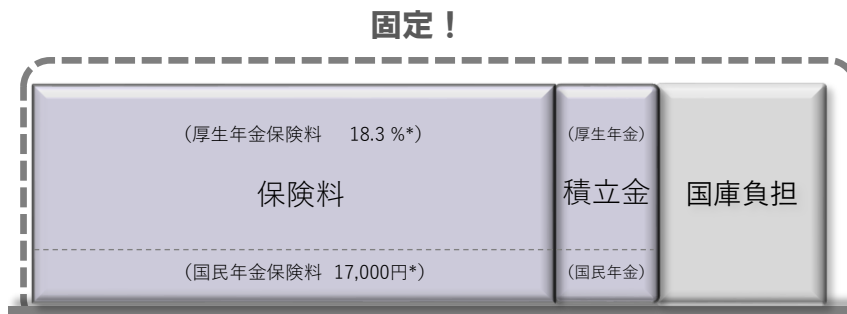 固定！
(厚生年金保険料 18.3 %*)
(厚生年金)
保険料
積立金
国庫負担
(国民年金保険料 17,000円*)
(国民年金)